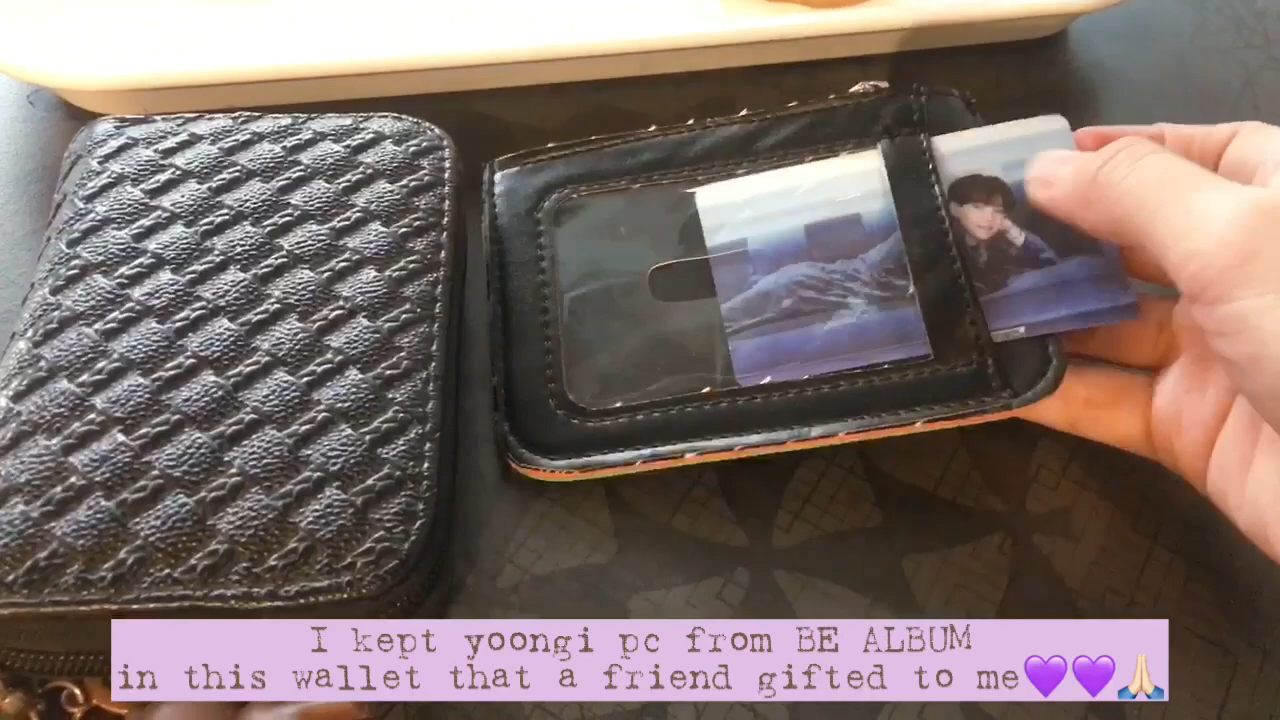 I kept yoongi pc from BE ALBUM
in this wallet that a friend gifted to me💜💜🙏🏻